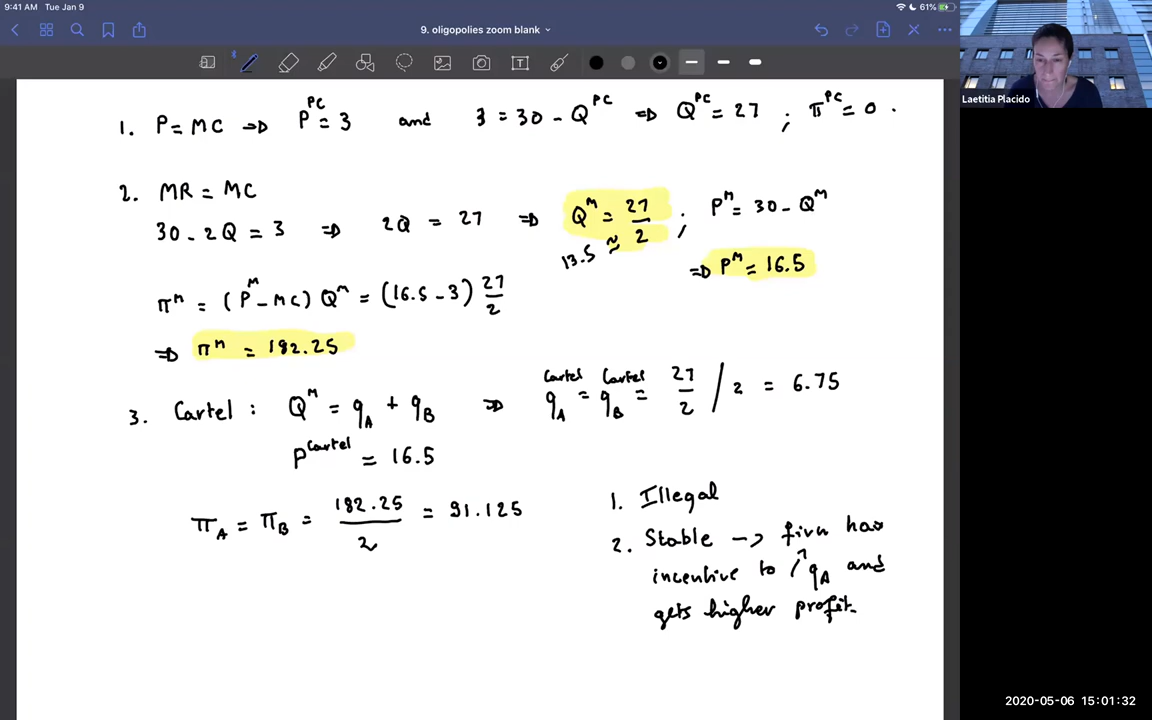 9:41 AM Tue Jan 9
61%
9. oligopolies zoom blank
Laetitia Placido
1. P = MC => P^PC = 3 and 3 = 30 - Q^PC => Q^PC = 27 ; π^PC = 0.
2. MR = MC
30 - 2Q = 3 => 2Q = 27 => Q^M = 27/2 ; P^M = 30 - Q^M
13.5 ≈
=> P^M = 16.5
π^M = (P^M - MC) Q^M = (16.5 - 3) 27/2
=> π^M = 182.25
3. Cartel : Q^M = q_A + q_B => q_A^Cartel = q_B^Cartel = 27/2 / 2 = 6.75
P^Cartel = 16.5
π_A = π_B = 182.25/2 = 91.125
1. Illegal
2. Stable -> firm has
incentive to ↗ q_A and
gets higher profit.
2020-05-06 15:01:32